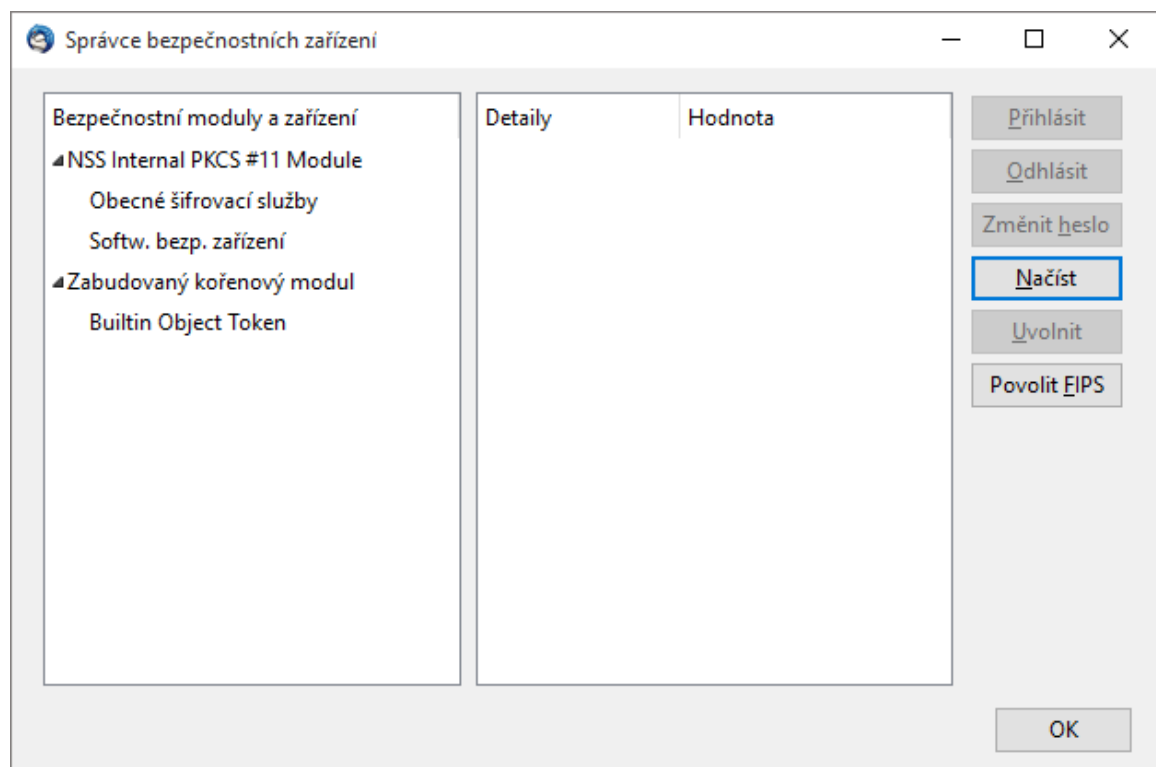 Správce bezpečnostních zařízení
Bezpečnostní moduly a zařízení
NSS Internal PKCS #11 Module
Obecné šifrovací služby
Softw. bezp. zařízení
Zabudovaný kořenový modul
Builtin Object Token
Detaily
Hodnota
Přihlásit
Odhlásit
Změnit heslo
Načíst
Uvolnit
Povolit FIPS
OK